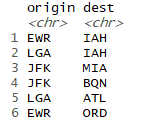 origin dest
<chr> <chr>
1 EWR IAH
2 LGA IAH
3 JFK MIA
4 JFK BQN
5 LGA ATL
6 EWR ORD